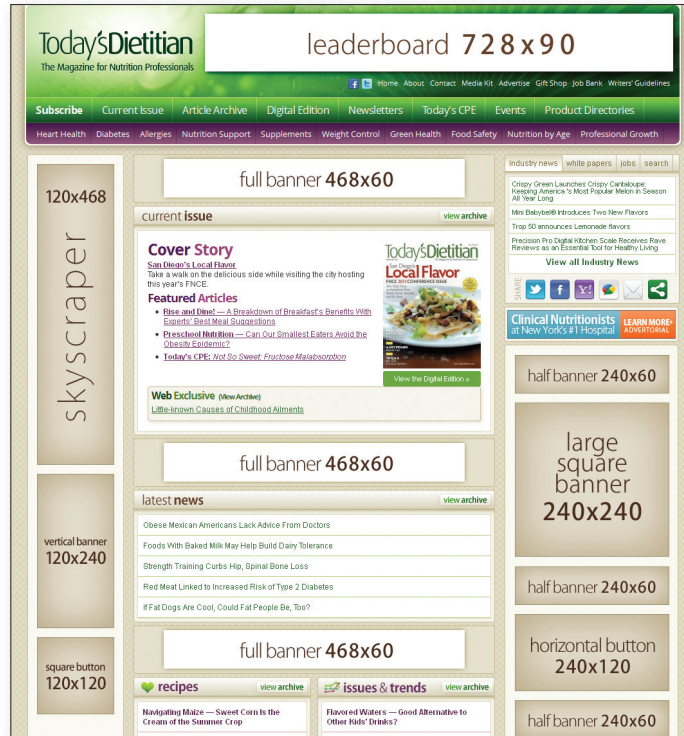 Today'sDietitian
The Magazine for Nutrition Professionals
leaderboard 728x90
Home About Contact Media Kit Advertise Gift Shop Job Bank Writers' Guidelines
Subscribe Current Issue Article Archive Digital Edition Newsletters Today's CPE Events Product Directories
Heart Health Diabetes Allergies Nutrition Support Supplements Weight Control Green Health Food Safety Nutrition by Age Professional Growth
120x468
skyscraper
vertical banner
120x240
square button
120x120
full banner 468x60
current issue
view archive
Cover Story
San Diego's Local Flavor
Take a walk on the delicious side while visiting the city hosting
this year's FNCE.
Featured Articles
Rise and Dine! — A Breakdown of Breakfast's Benefits With
Experts' Best Meal Suggestions
Preschool Nutrition — Can Our Smallest Eaters Avoid the
Obesity Epidemic?
Today's CPE: Not So Sweet: Fructose Malabsorption
Today'sDietitian
San Diego's
Local Flavor
FNCE 2011 CONFERENCE ISSUE
View the Digital Edition »
Web Exclusive (View Archive)
Little-known Causes of Childhood Ailments
full banner 468x60
latest news
view archive
Obese Mexican Americans Lack Advice From Doctors
Foods With Baked Milk May Help Build Dairy Tolerance
Strength Training Curbs Hip, Spinal Bone Loss
Red Meat Linked to Increased Risk of Type 2 Diabetes
If Fat Dogs Are Cool, Could Fat People Be, Too?
full banner 468x60
recipes
view archive
Navigating Maize — Sweet Corn Is the
Cream of the Summer Crop
issues & trends
view archive
Flavored Waters — Good Alternative to
Other Kids' Drinks?
industry news white papers jobs search
Crispy Green Launches Crispy Cantaloupe:
Keeping America 's Most Popular Melon in Season
All Year Long
Mini Babybel® Introduces Two New Flavors
Trop 50 announces Lemonade flavors
Precision Pro Digital Kitchen Scale Receives Rave
Reviews as an Essential Tool for Healthy Living
View all Industry News
SHARE
Clinical Nutritionists
at New York's #1 Hospital
LEARN MORE›
ADVERTORIAL
half banner 240x60
large
square
banner
240x240
half banner 240x60
horizontal button
240x120
half banner 240x60